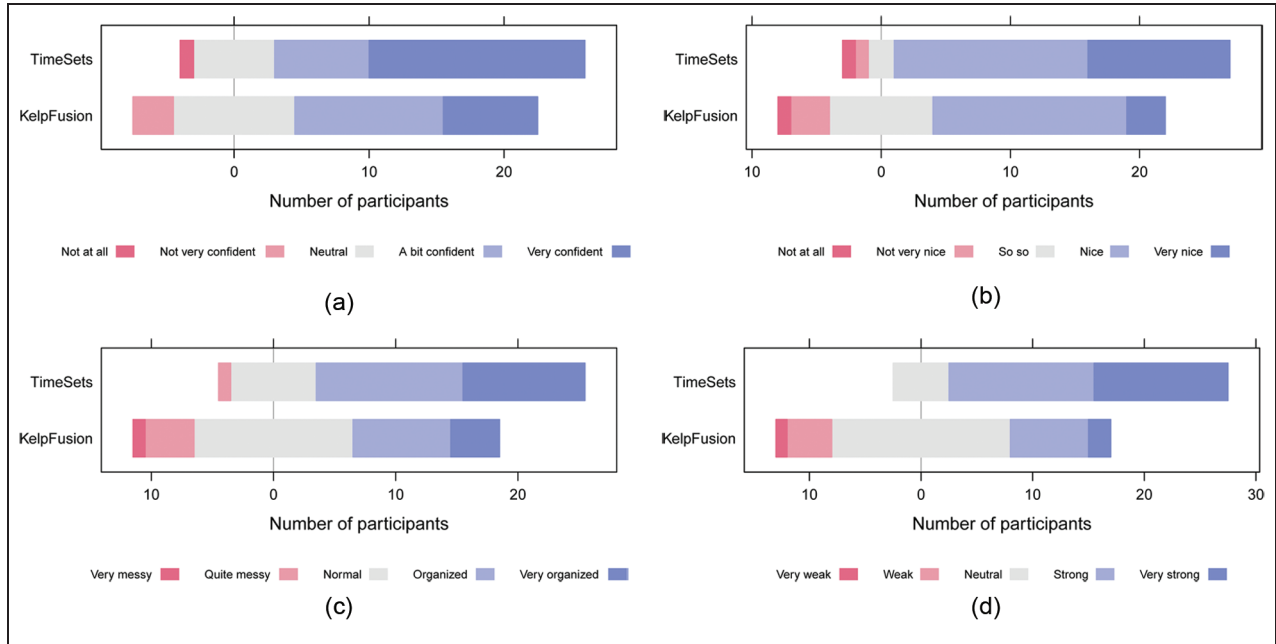 TimeSets
KelpFusion
0 10 20
Number of participants
Not at all Not very confident Neutral A bit confident Very confident
(a)
TimeSets
KelpFusion
10 0 10 20
Number of participants
Not at all Not very nice So so Nice Very nice
(b)
TimeSets
KelpFusion
10 0 10 20
Number of participants
Very messy Quite messy Normal Organized Very organized
(c)
TimeSets
KelpFusion
10 0 10 20 30
Number of participants
Very weak Weak Neutral Strong Very strong
(d)